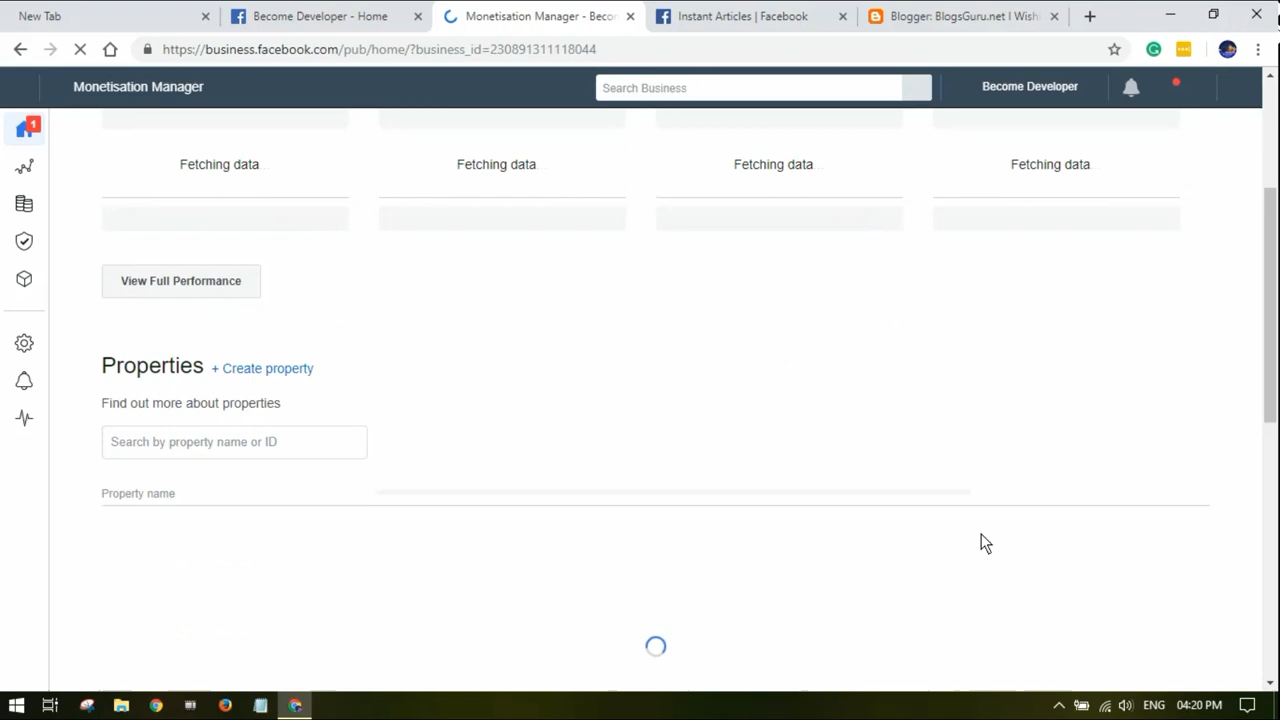 New Tab
Become Developer - Home
Monetisation Manager - Becon
Instant Articles | Facebook
Blogger: BlogsGuru.net I Wishi
https://business.facebook.com/pub/home/?business_id=230891311118044
Monetisation Manager
Search Business
Become Developer
1
Fetching data...
Fetching data...
Fetching data...
Fetching data...
View Full Performance
Properties + Create property
Find out more about properties
Search by property name or ID
Property name
ENG 04:20 PM